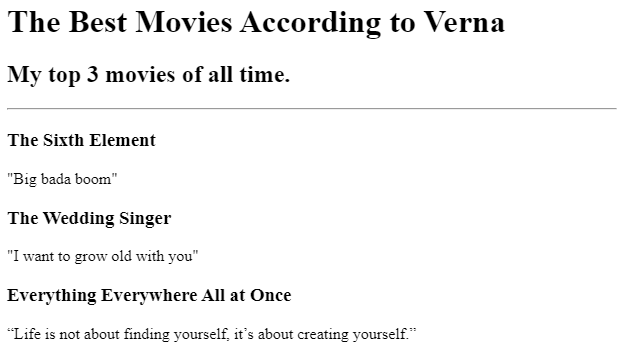 The Best Movies According to Verna
My top 3 movies of all time.
The Sixth Element
"Big bada boom"
The Wedding Singer
"I want to grow old with you"
Everything Everywhere All at Once
“Life is not about finding yourself, it’s about creating yourself.”